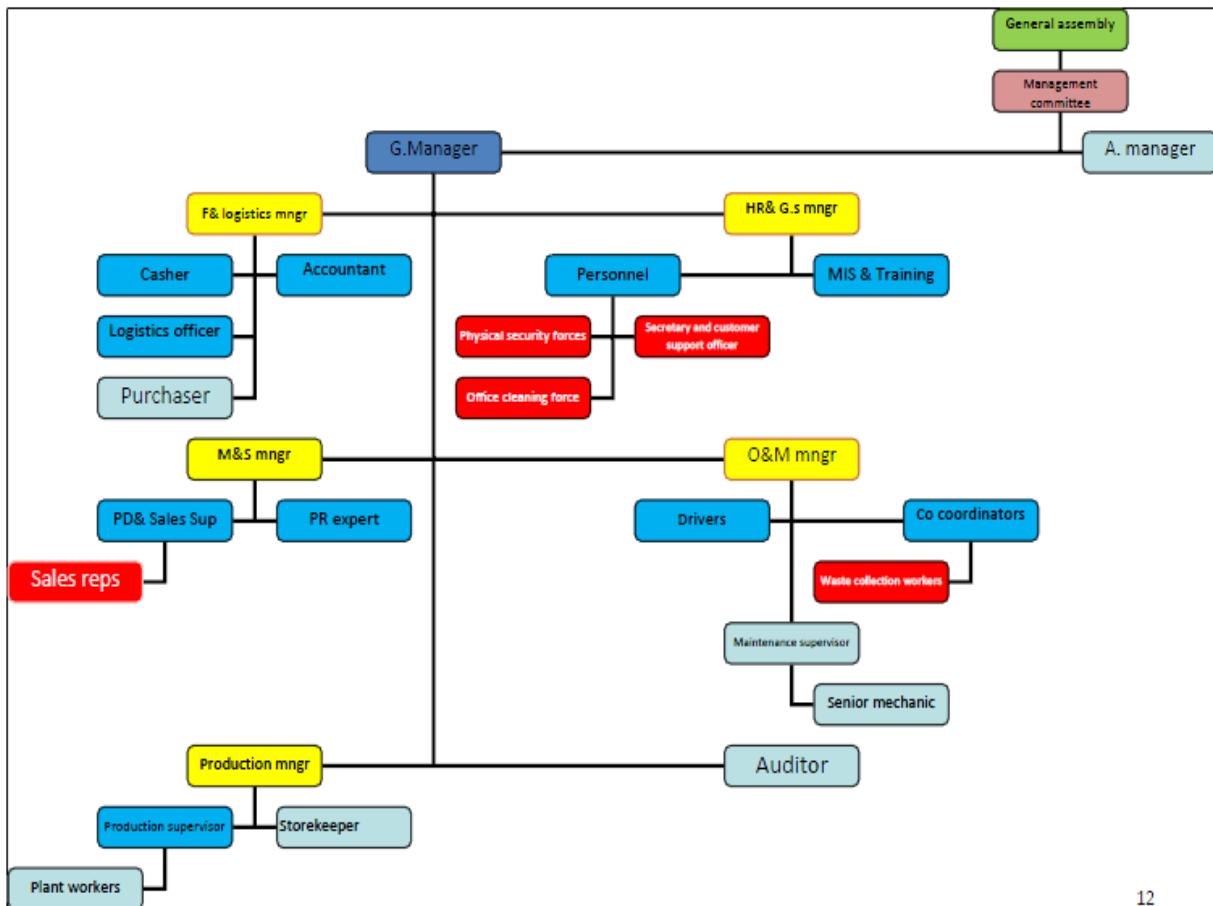 General assembly
Management
committee
G.Manager
A. manager
F& logistics mngr
HR& G.s mngr
Casher
Accountant
Personnel
MIS & Training
Logistics officer
Physical security forces
Secretary and customer
support officer
Purchaser
Office cleaning force
M&S mngr
O&M mngr
PD& Sales Sup
PR expert
Drivers
Co coordinators
Sales reps
Waste collection workers
Maintenance supervisor
Senior mechanic
Production mngr
Auditor
Production supervisor
Storekeeper
Plant workers
12